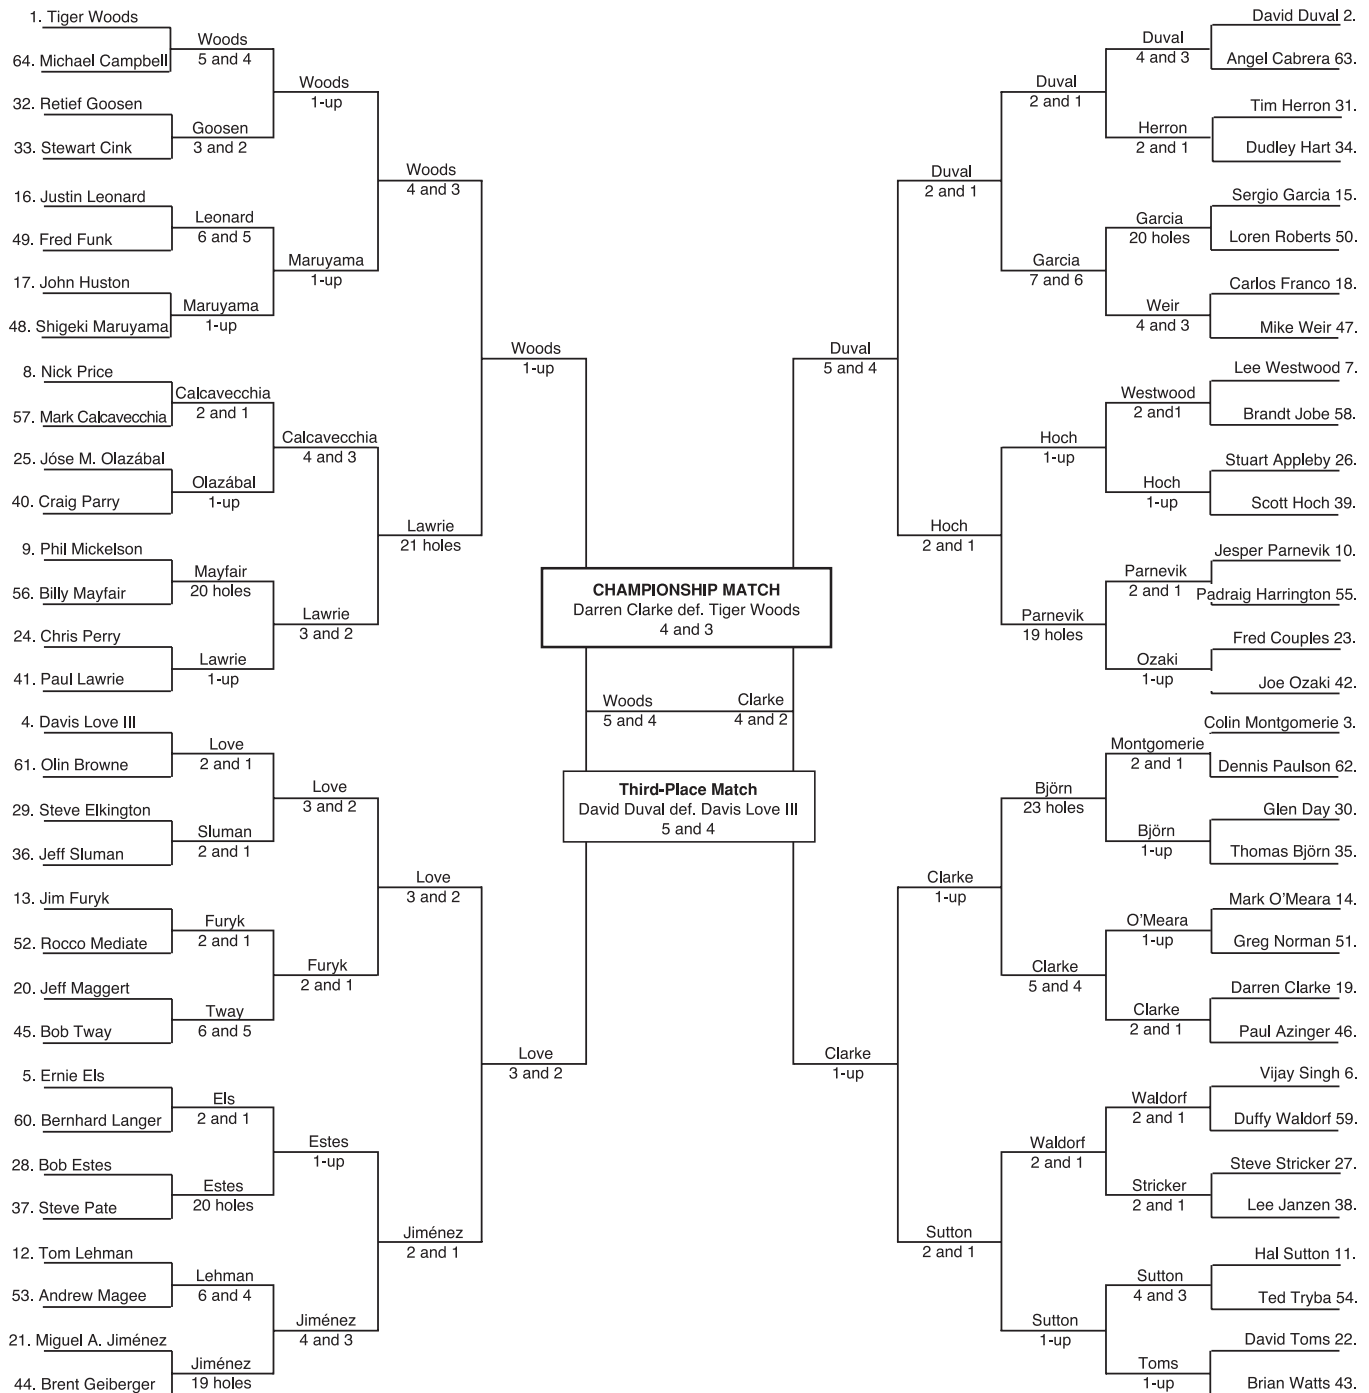 1. Tiger Woods
64. Michael Campbell
32. Retief Goosen
33. Stewart Cink
16. Justin Leonard
49. Fred Funk
17. John Huston
48. Shigeki Maruyama
8. Nick Price
57. Mark Calcavecchia
25. Jóse M. Olazábal
40. Craig Parry
9. Phil Mickelson
56. Billy Mayfair
24. Chris Perry
41. Paul Lawrie
4. Davis Love III
61. Olin Browne
29. Steve Elkington
36. Jeff Sluman
13. Jim Furyk
52. Rocco Mediate
20. Jeff Maggert
45. Bob Tway
5. Ernie Els
60. Bernhard Langer
28. Bob Estes
37. Steve Pate
12. Tom Lehman
53. Andrew Magee
21. Miguel A. Jiménez
44. Brent Geiberger
Woods
5 and 4
Goosen
3 and 2
Leonard
6 and 5
Maruyama
1-up
Calcavecchia
2 and 1
Olazábal
1-up
Mayfair
20 holes
Lawrie
1-up
Love
2 and 1
Sluman
2 and 1
Furyk
2 and 1
Tway
6 and 5
Els
2 and 1
Estes
20 holes
Lehman
6 and 4
Jiménez
19 holes
Woods
1-up
Maruyama
1-up
Calcavecchia
4 and 3
Lawrie
3 and 2
Love
3 and 2
Furyk
2 and 1
Estes
1-up
Jiménez
4 and 3
Woods
4 and 3
Lawrie
21 holes
Love
3 and 2
Jiménez
2 and 1
Woods
1-up
Love
3 and 2
CHAMPIONSHIP MATCH
Darren Clarke def. Tiger Woods
4 and 3
Woods
5 and 4
Clarke
4 and 2
Third-Place Match
David Duval def. Davis Love III
5 and 4
Duval
5 and 4
Clarke
1-up
Duval
2 and 1
Hoch
2 and 1
Clarke
1-up
Sutton
2 and 1
Duval
2 and 1
Garcia
7 and 6
Hoch
1-up
Parnevik
19 holes
Björn
23 holes
Clarke
5 and 4
Waldorf
2 and 1
Sutton
1-up
Duval
4 and 3
Herron
2 and 1
Garcia
20 holes
Weir
4 and 3
Westwood
2 and1
Hoch
1-up
Parnevik
2 and 1
Ozaki
1-up
Montgomerie
2 and 1
Björn
1-up
O'Meara
1-up
Clarke
2 and 1
Waldorf
2 and 1
Stricker
2 and 1
Sutton
4 and 3
Toms
1-up
David Duval 2.
Angel Cabrera 63.
Tim Herron 31.
Dudley Hart 34.
Sergio Garcia 15.
Loren Roberts 50.
Carlos Franco 18.
Mike Weir 47.
Lee Westwood 7.
Brandt Jobe 58.
Stuart Appleby 26.
Scott Hoch 39.
Jesper Parnevik 10.
Padraig Harrington 55.
Fred Couples 23.
Joe Ozaki 42.
Colin Montgomerie 3.
Dennis Paulson 62.
Glen Day 30.
Thomas Björn 35.
Mark O'Meara 14.
Greg Norman 51.
Darren Clarke 19.
Paul Azinger 46.
Vijay Singh 6.
Duffy Waldorf 59.
Steve Stricker 27.
Lee Janzen 38.
Hal Sutton 11.
Ted Tryba 54.
David Toms 22.
Brian Watts 43.